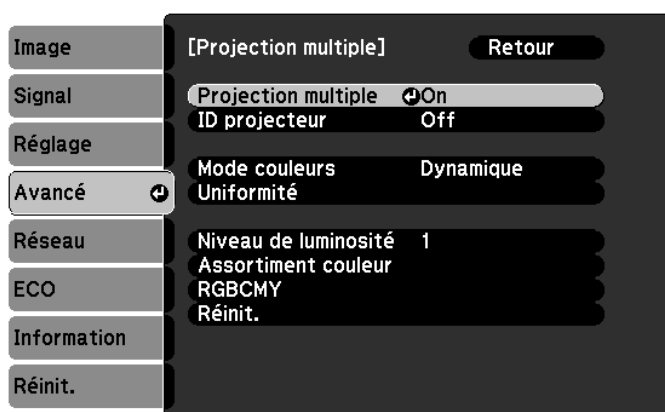 Image
Signal
Réglage
Avancé
Réseau
ECO
Information
Réinit.
[Projection multiple] Retour
Projection multiple On
ID projecteur Off
Mode couleurs Dynamique
Uniformité
Niveau de luminosité 1
Assortiment couleur
RGBCMY
Réinit.